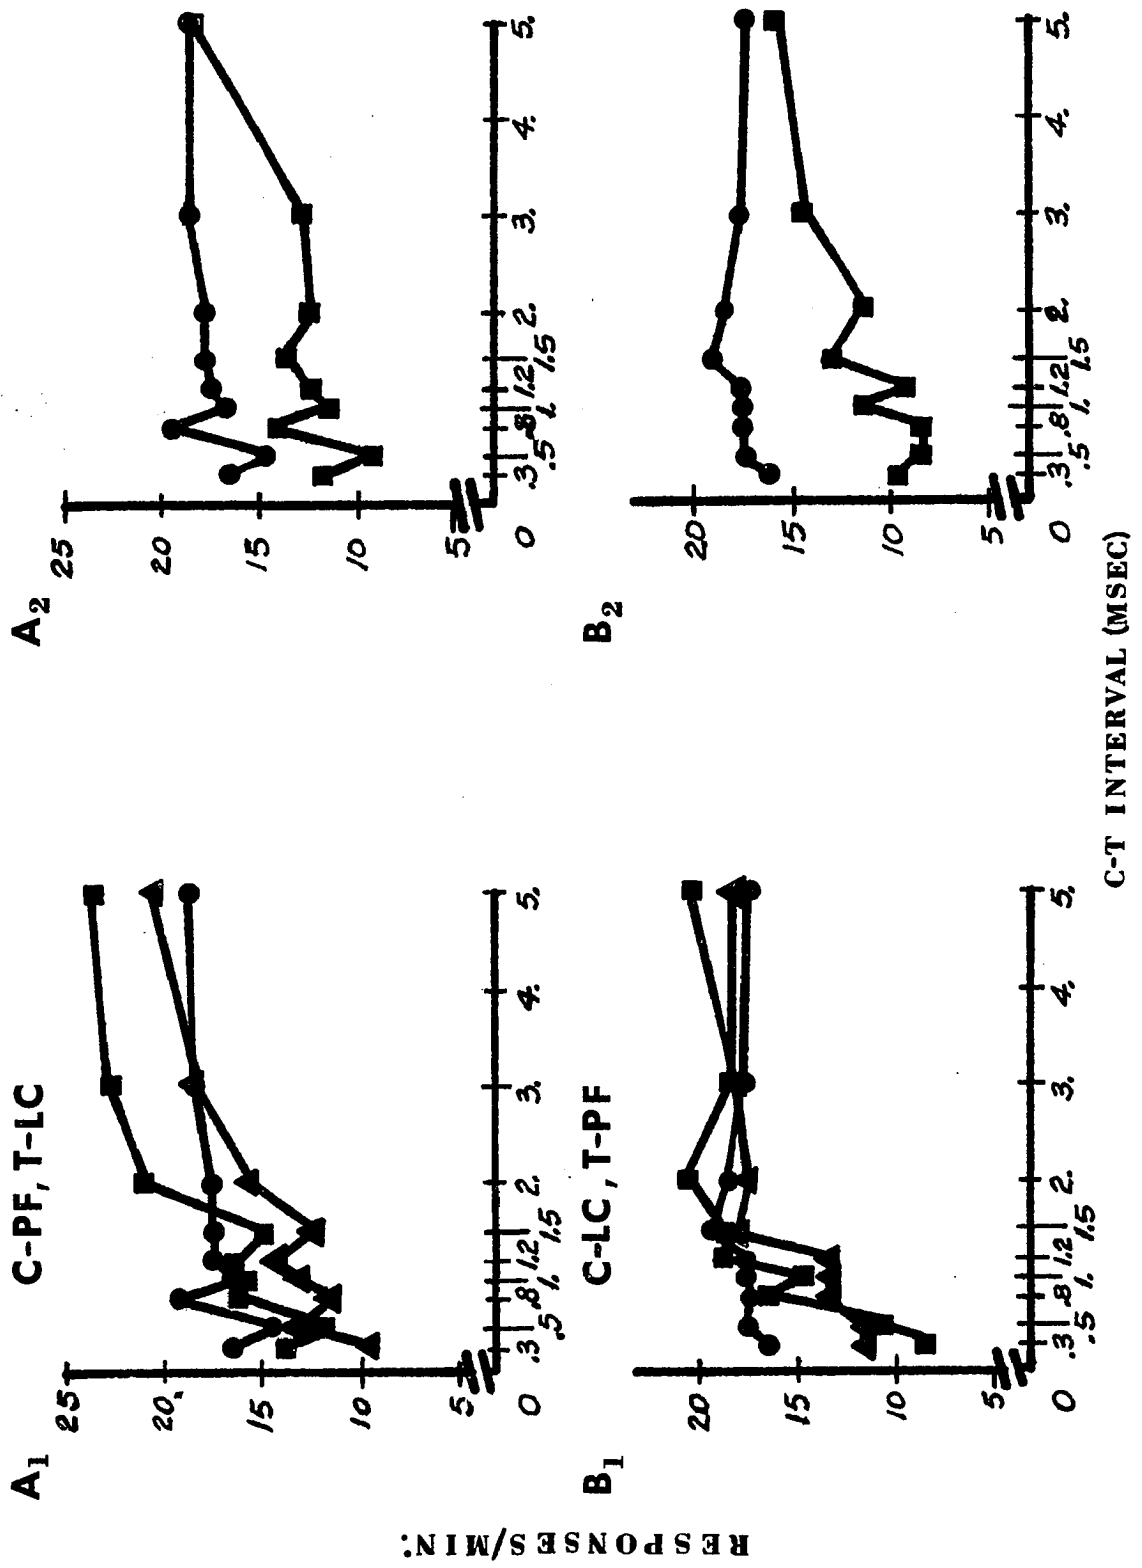 A1 C-PF, T-LC
25
20
15
10
5
0
.3 .5 .8 1. 1.2 1.5 2. 3. 4. 5.
A2
25
20
15
10
5
0
.3 .5 .8 1. 1.2 1.5 2. 3. 4. 5.
B1 C-LC, T-PF
20
15
10
5
0
.3 .5 .8 1. 1.2 1.5 2. 3. 4. 5.
B2
20
15
10
5
0
.3 .5 .8 1. 1.2 1.5 2. 3. 4. 5.
RESPONSES/MIN.
C-T INTERVAL (MSEC)